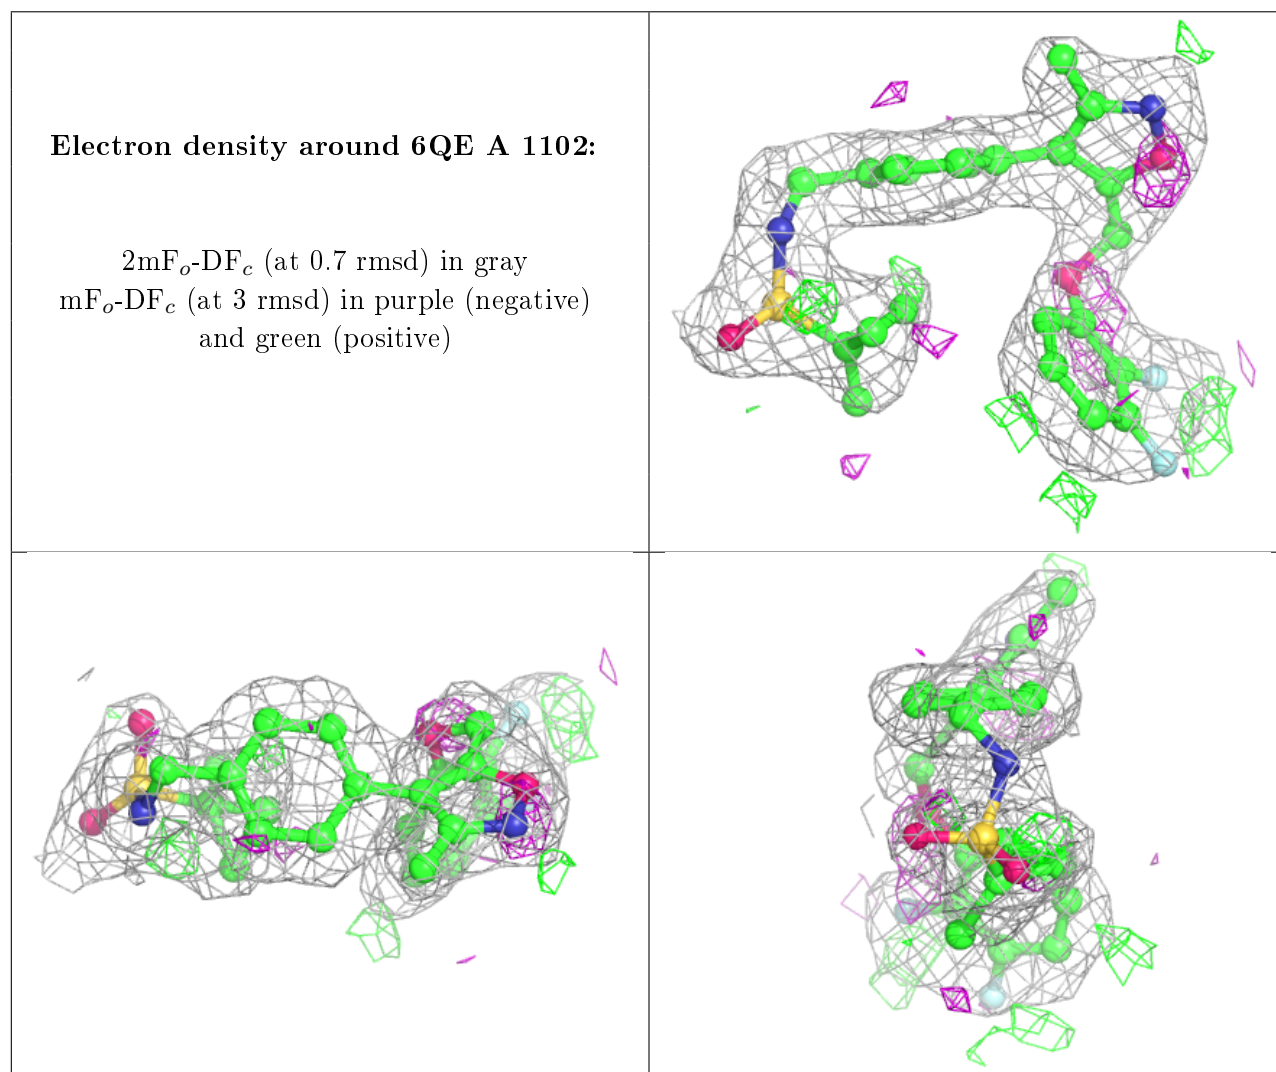 Electron density around 6QE A 1102:
2mFo-DFc (at 0.7 rmsd) in gray
mFo-DFc (at 3 rmsd) in purple (negative)
and green (positive)